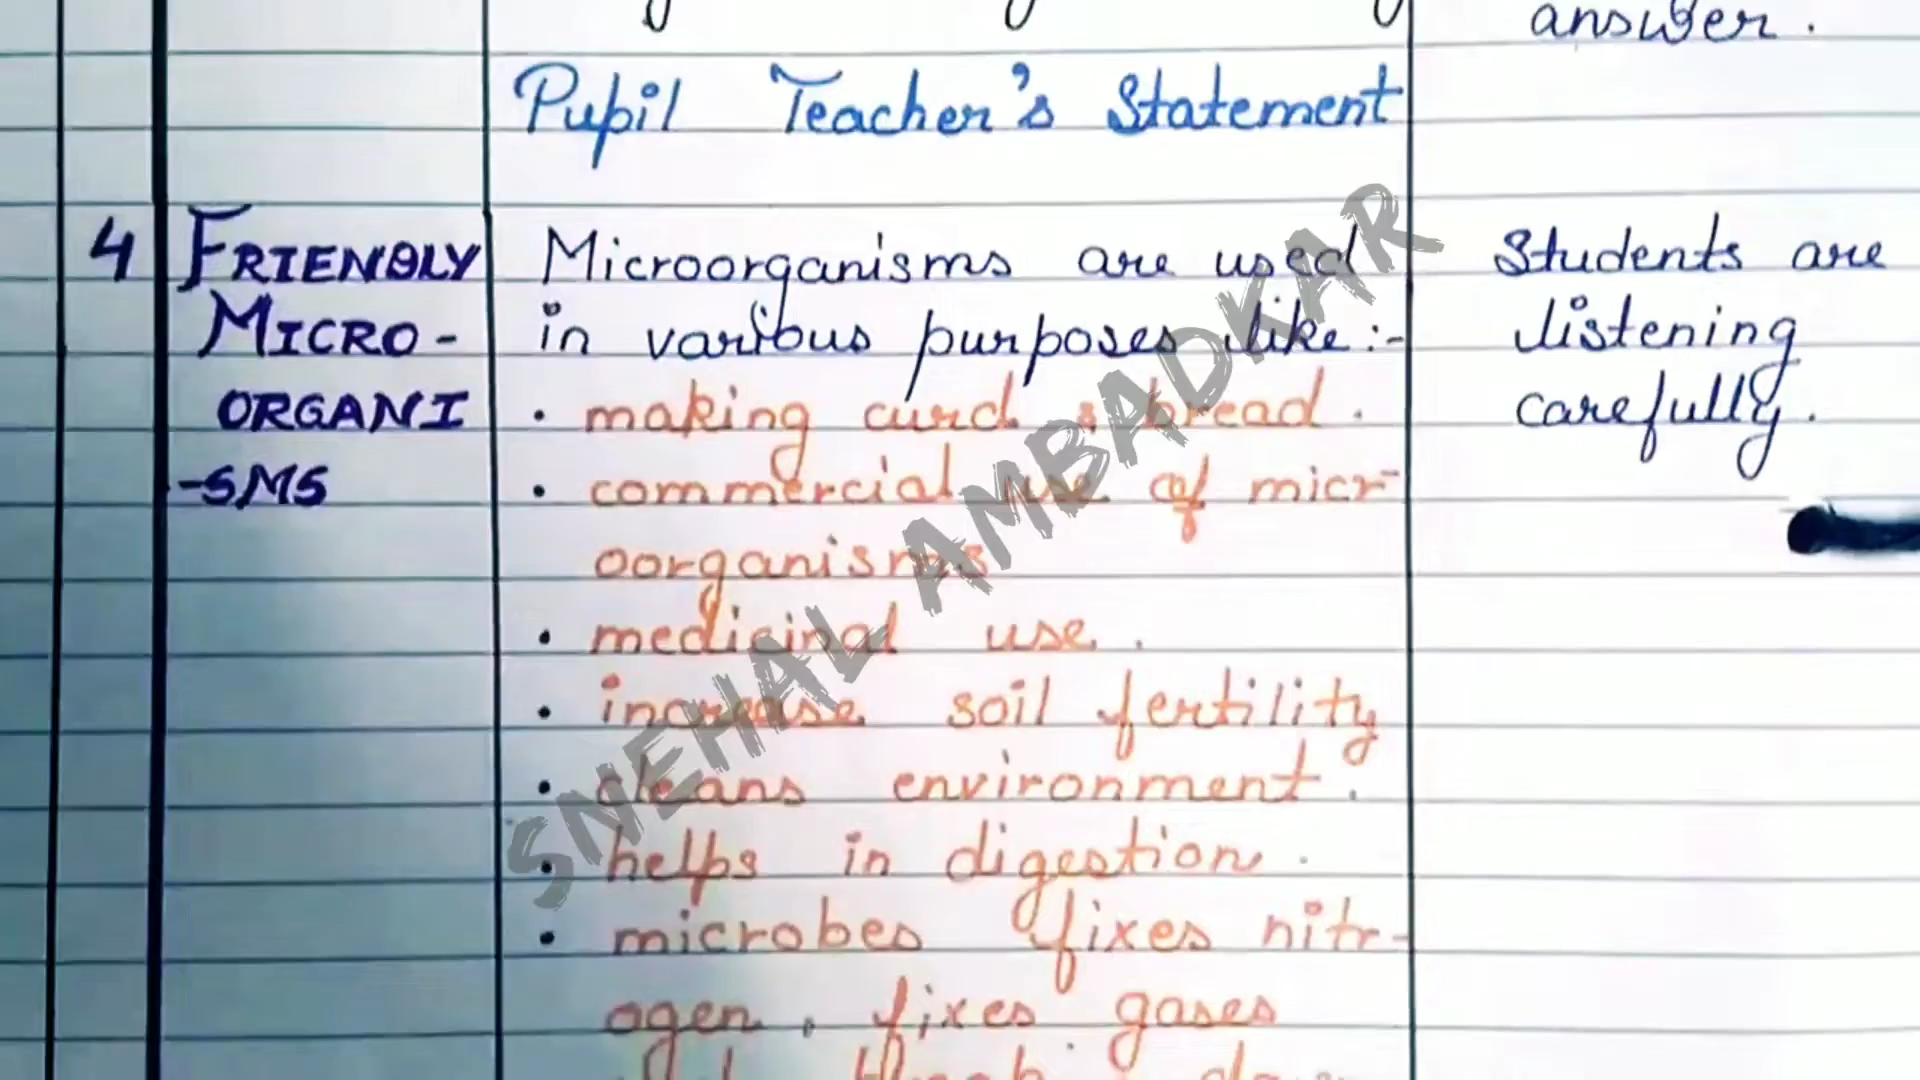 answer.
Pupil Teacher's Statement
4 FRIENDLY Microorganisms are used Students are
MICRO- in various purposes like:- listening
ORGANI • making curd & bread. carefully.
-SMS • commercial use of micr-
oorganisms
• medicinal use.
• increase soil fertility
• cleans environment.
• helps in digestion.
• microbes fixes nitr-
ogen, fixes gases
SNEHAL AMBADKAR